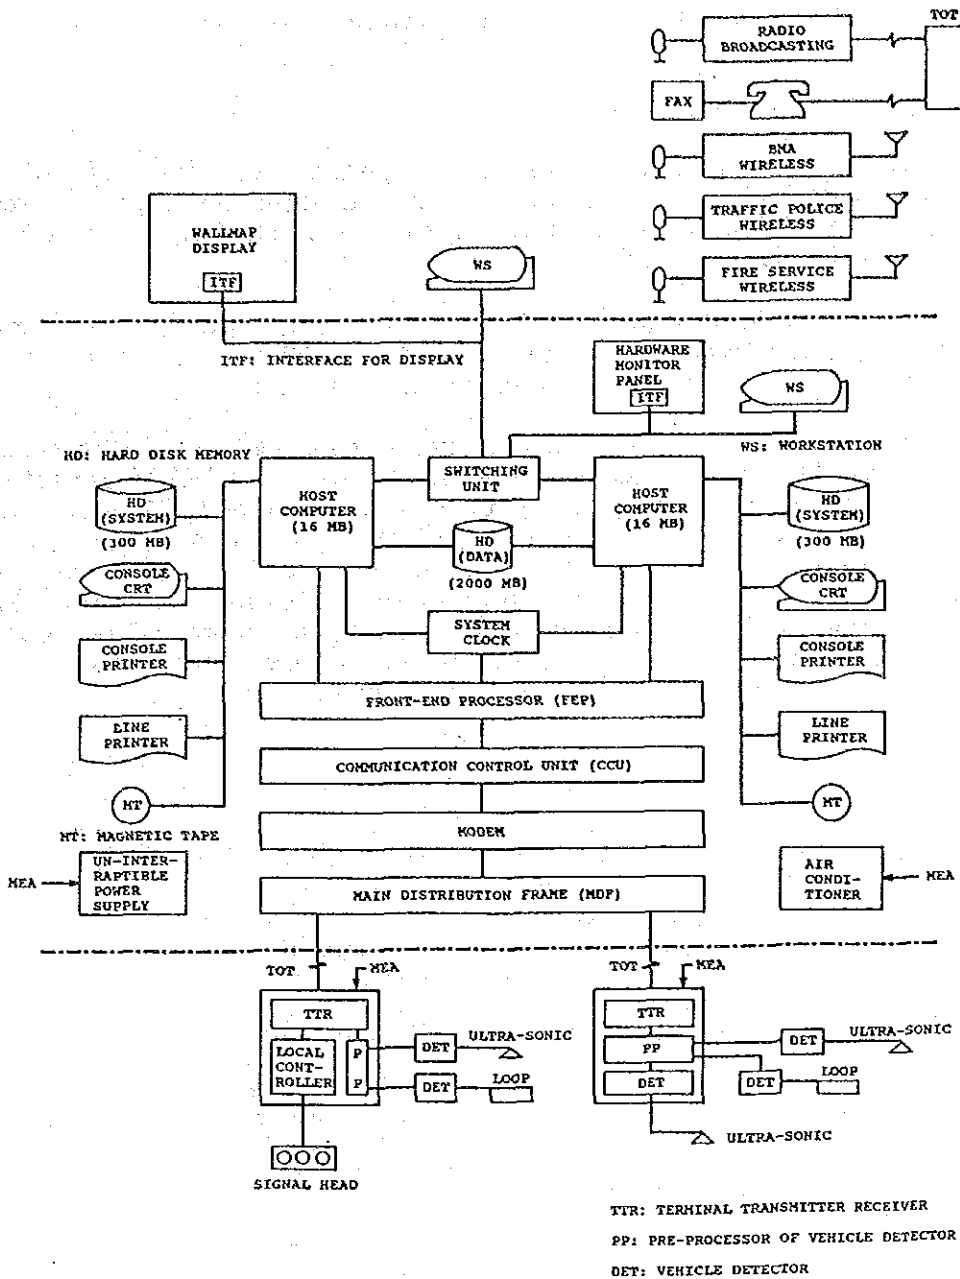 TOT
RADIO
BROADCASTING
FAX
BMA
WIRELESS
TRAFFIC POLICE
WIRELESS
FIRE SERVICE
WIRELESS
WALLMAP
DISPLAY
ITF
WS
ITF: INTERFACE FOR DISPLAY
HARDWARE
MONITOR
PANEL
ITF
WS
WS: WORKSTATION
HD: HARD DISK MEMORY
HD
(SYSTEM)
(300 MB)
CONSOLE
CRT
CONSOLE
PRINTER
LINE
PRINTER
MT
MT: MAGNETIC TAPE
HOST
COMPUTER
(16 MB)
SWITCHING
UNIT
HD
(DATA)
(2000 MB)
SYSTEM
CLOCK
HOST
COMPUTER
(16 MB)
HD
(SYSTEM)
(300 MB)
CONSOLE
CRT
CONSOLE
PRINTER
LINE
PRINTER
MT
FRONT-END PROCESSOR (FEP)
COMMUNICATION CONTROL UNIT (CCU)
MODEM
MAIN DISTRIBUTION FRAME (MDF)
MEA
UN-INTER-
RAPTIBLE
POWER
SUPPLY
AIR
CONDI-
TIONER
MEA
TOT
MEA
TTR
LOCAL
CONT-
ROLLER
P
P
DET
ULTRA-SONIC
DET
LOOP
SIGNAL HEAD
TOT
MEA
TTR
PP
DET
DET
ULTRA-SONIC
DET
LOOP
ULTRA-SONIC
TTR: TERMINAL TRANSMITTER RECEIVER
PP: PRE-PROCESSOR OF VEHICLE DETECTOR
DET: VEHICLE DETECTOR